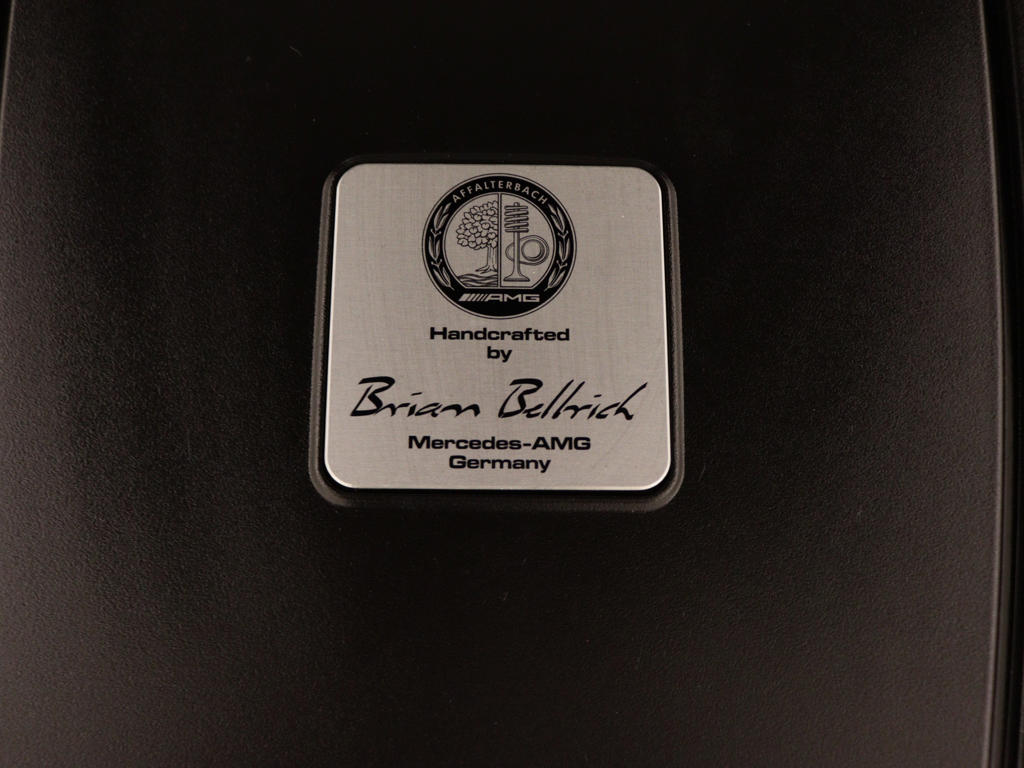 AFFALTERBACH
AMG
Handcrafted
by
Brian Bellrich
Mercedes-AMG
Germany